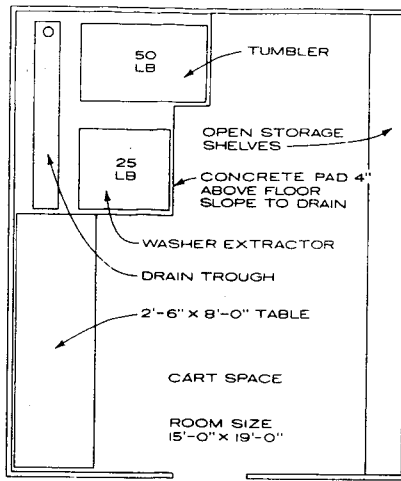 50
LB
TUMBLER
OPEN STORAGE
SHELVES
25
LB
CONCRETE PAD 4"
ABOVE FLOOR
SLOPE TO DRAIN
WASHER EXTRACTOR
DRAIN TROUGH
2'-6" X 8'-0" TABLE
CART SPACE
ROOM SIZE
15'-0" X 19'-0"